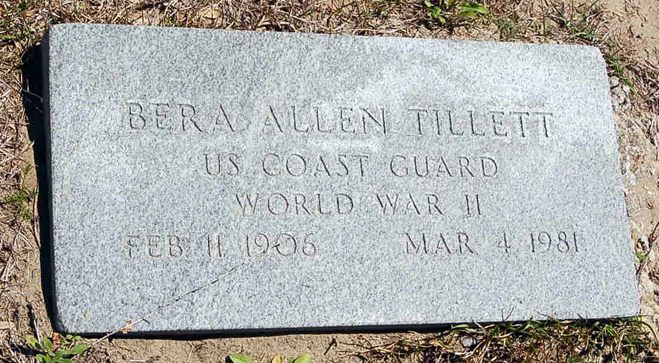 BERA ALLEN TILLETT
US COAST GUARD
WORLD WAR II
FEB 11 1906 MAR 4 1981